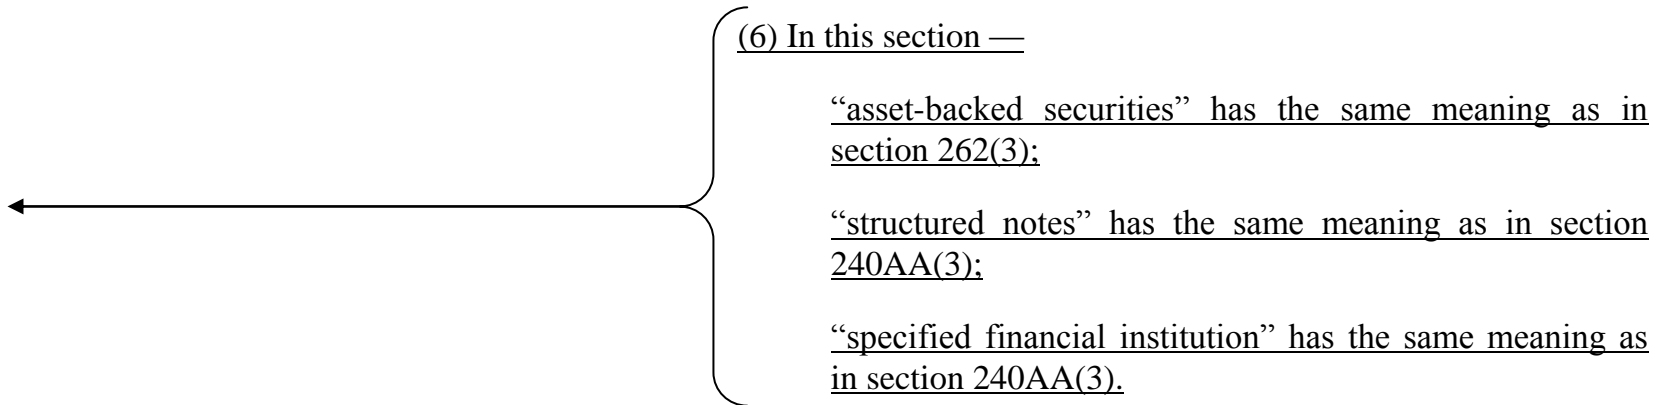 (6) In this section —
“asset-backed securities” has the same meaning as in
section 262(3);
“structured notes” has the same meaning as in section
240AA(3);
“specified financial institution” has the same meaning as
in section 240AA(3).